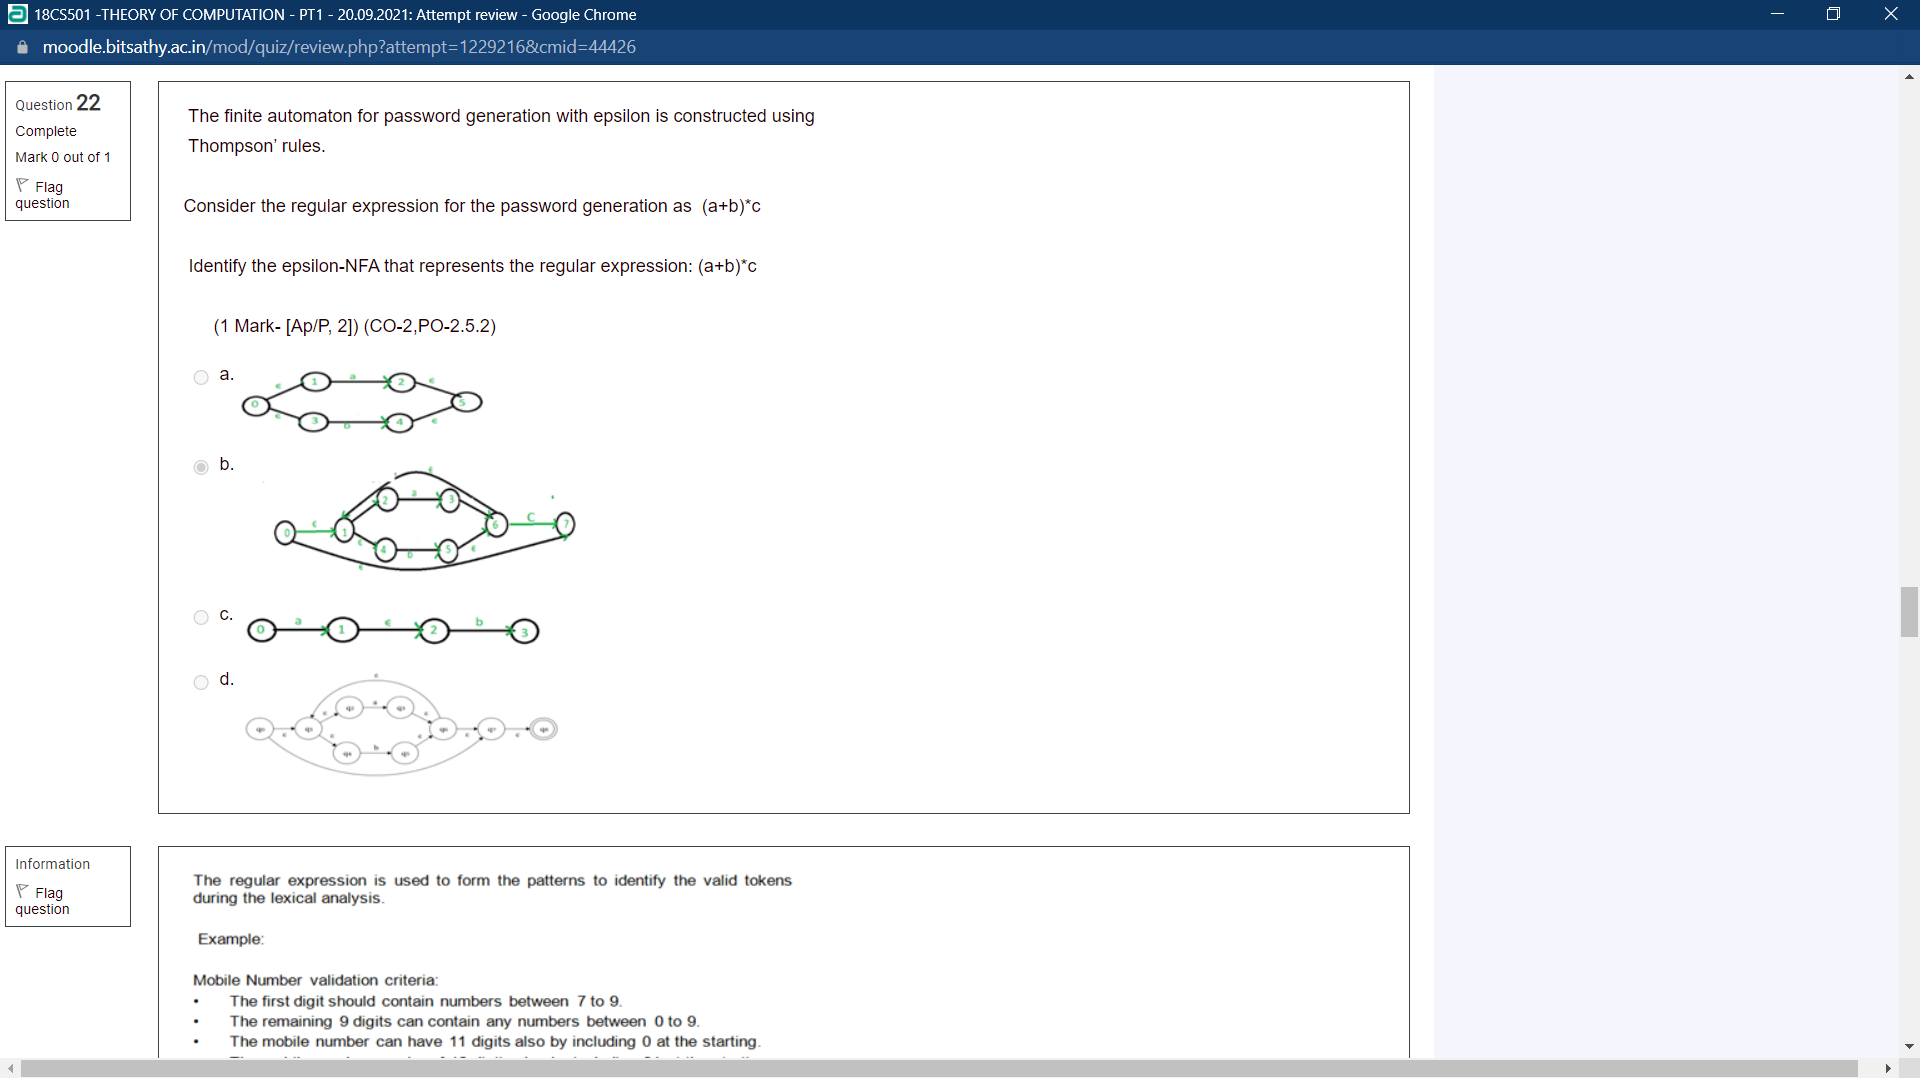 18CS501 -THEORY OF COMPUTATION - PT1 - 20.09.2021: Attempt review - Google Chrome
moodle.bitsathy.ac.in/mod/quiz/review.php?attempt=1229216&cmid=44426
Question 22
Complete
Mark 0 out of 1
Flag
question
The finite automaton for password generation with epsilon is constructed using
Thompson' rules.
Consider the regular expression for the password generation as (a+b)*c
Identify the epsilon-NFA that represents the regular expression: (a+b)*c
(1 Mark- [Ap/P, 2]) (CO-2,PO-2.5.2)
a.
0 ϵ 1 a 2 ϵ 5
ϵ 3 b 4 ϵ
b.
ϵ
2 a 3
0 ϵ 1 6 C 7
ϵ 4 b 5 ϵ
ϵ
c.
0 a 1 ϵ 2 b 3
d.
a
b
Information
Flag
question
The regular expression is used to form the patterns to identify the valid tokens
during the lexical analysis.
Example:
Mobile Number validation criteria:
• The first digit should contain numbers between 7 to 9.
• The remaining 9 digits can contain any numbers between 0 to 9.
• The mobile number can have 11 digits also by including 0 at the starting.